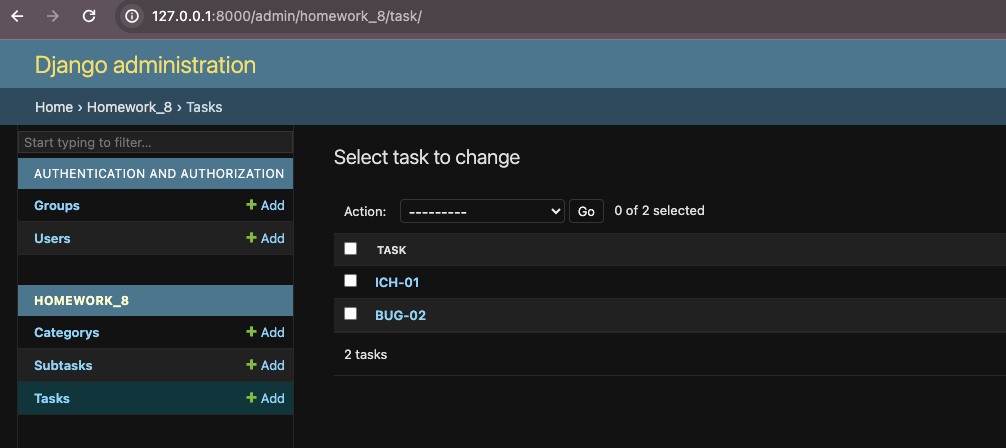 127.0.0.1:8000/admin/homework_8/task/
Django administration
Home › Homework_8 › Tasks
Start typing to filter...
AUTHENTICATION AND AUTHORIZATION
Groups + Add
Users + Add
HOMEWORK_8
Categorys + Add
Subtasks + Add
Tasks + Add
Select task to change
Action: --------- Go 0 of 2 selected
TASK
ICH-01
BUG-02
2 tasks